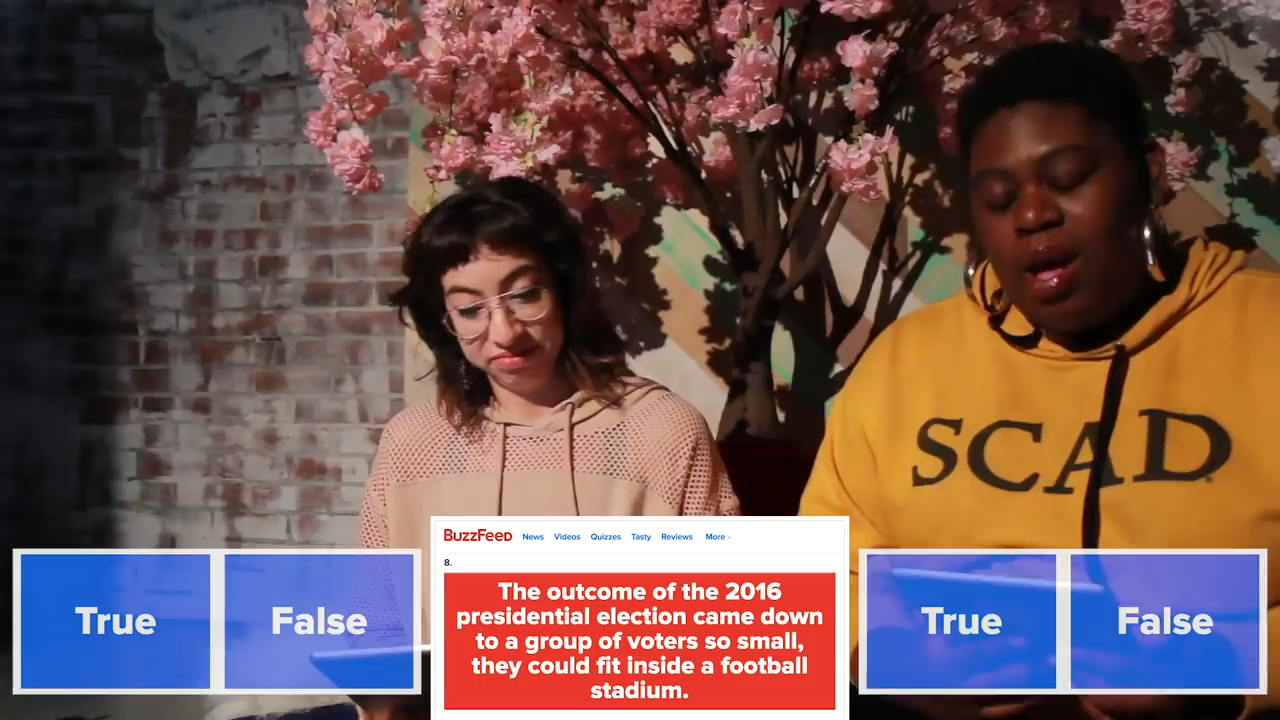 SCAD
BuzzFeed News Videos Quizzes Tasty Reviews More
8.
The outcome of the 2016
presidential election came down
to a group of voters so small,
they could fit inside a football
stadium.
True False
True False